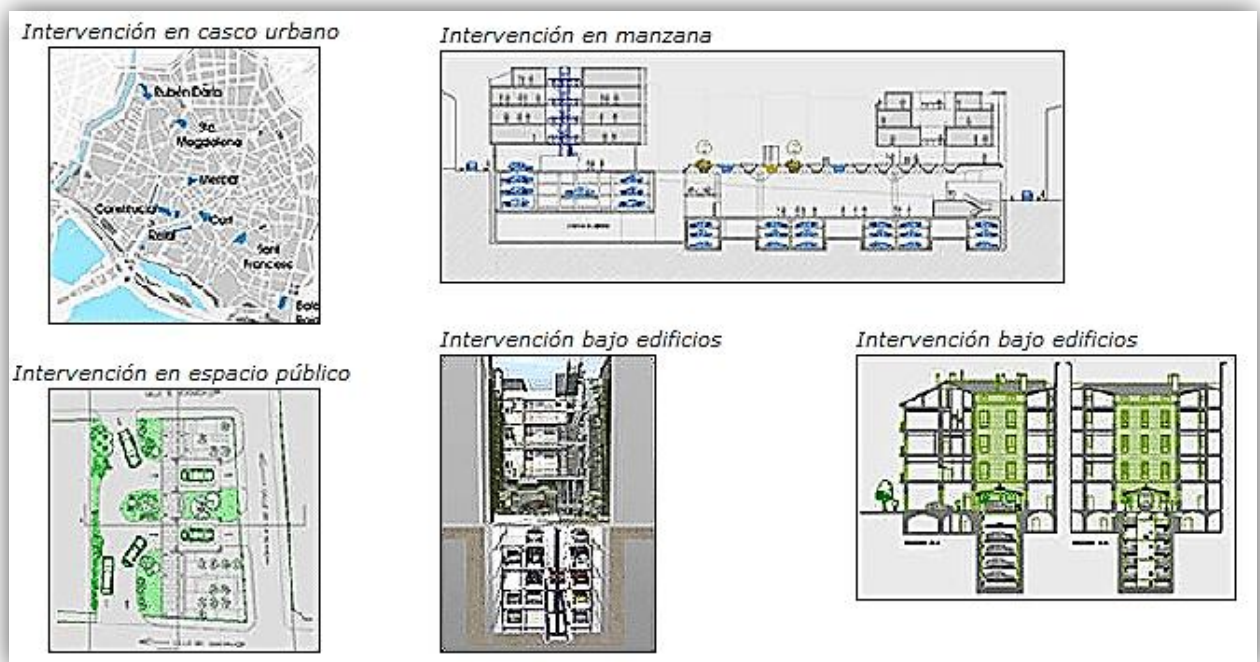 Intervención en casco urbano
Rubén Darío
Sta.
Magdalena
Mercat
Constitució
Cort
Reina
Sant
Francesc
Intervención en manzana
Intervención en espacio público
Intervención bajo edificios
Intervención bajo edificios